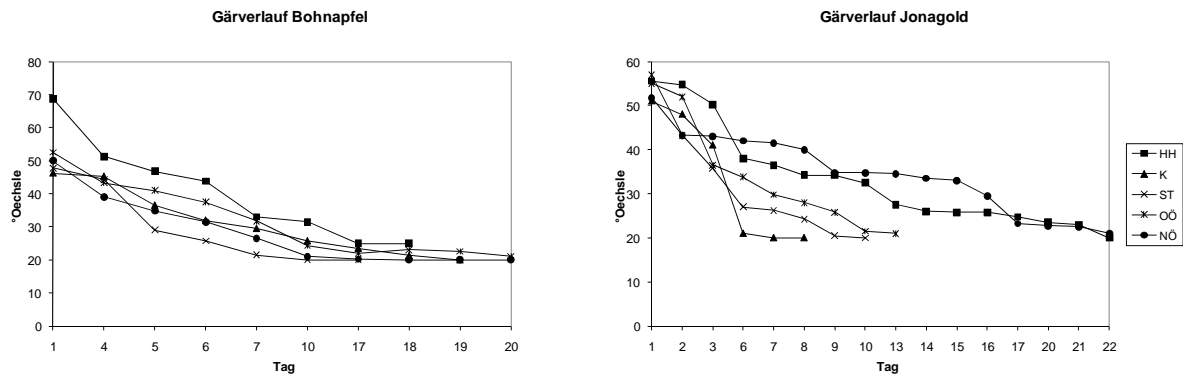 Gärverlauf Bohnapfel
80
70
60
50
40
30
20
10
0
°Oechsle
1 4 5 6 7 10 17 18 19 20
Tag
Gärverlauf Jonagold
60
50
40
30
20
10
0
°Oechsle
1 2 3 6 7 8 9 10 13 14 15 16 17 20 21 22
Tag
HH
K
ST
OÖ
NÖ